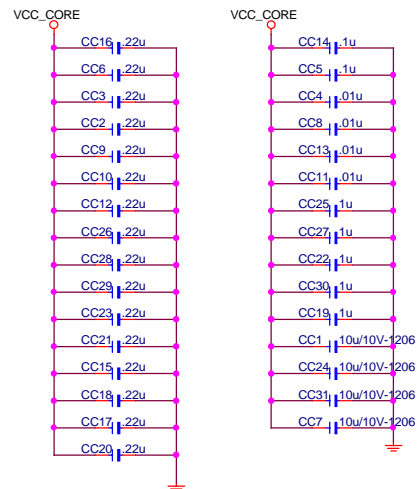 VCC_CORE
CC16 .22u
CC6 .22u
CC3 .22u
CC2 .22u
CC9 .22u
CC10 .22u
CC12 .22u
CC26 .22u
CC28 .22u
CC29 .22u
CC23 .22u
CC21 .22u
CC15 .22u
CC18 .22u
CC17 .22u
CC20 .22u
VCC_CORE
CC14 .1u
CC5 .1u
CC4 .01u
CC8 .01u
CC13 .01u
CC11 .01u
CC25 1u
CC27 1u
CC22 1u
CC30 1u
CC19 1u
CC1 10u/10V-1206
CC24 10u/10V-1206
CC31 10u/10V-1206
CC7 10u/10V-1206